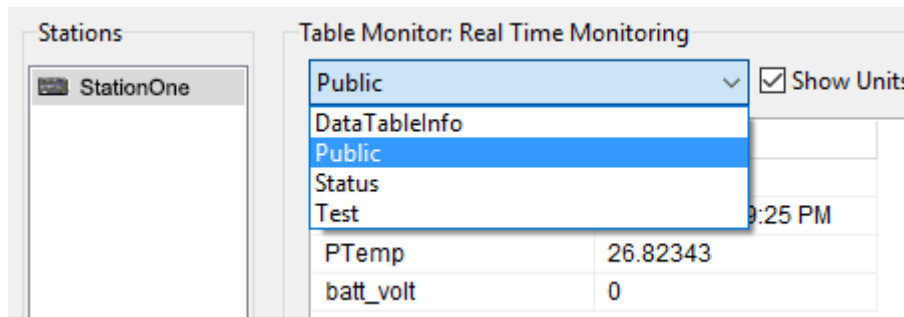 Stations
StationOne
Table Monitor: Real Time Monitoring
Public
Show Units
DataTableInfo
Public
Status
Test
9:25 PM
PTemp 26.82343
batt_volt 0